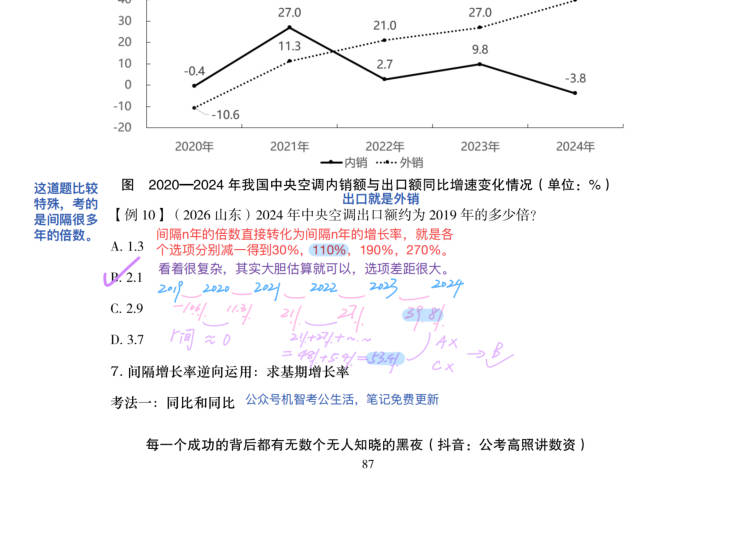 40
30
20
10
0
-10
-20
27.0
11.3
-0.4
-10.6
21.0
2.7
27.0
9.8
-3.8
2020年 2021年 2022年 2023年 2024年
内销 外销
图 2020—2024 年我国中央空调内销额与出口额同比增速变化情况（单位：%）
出口就是外销
这道题比较
特殊，考的
是间隔很多
年的倍数。
【例 10】（2026 山东）2024 年中央空调出口额约为 2019 年的多少倍？
间隔n年的倍数直接转化为间隔n年的增长率，就是各
个选项分别减一得到30%，110%，190%，270%。
A. 1.3
看着很复杂，其实大胆估算就可以，选项差距很大。
B. 2.1
2019 2020 2021 2022 2023 2024
-10.6% 11.3% 21% 27% 39.8%
C. 2.9
r间 ≈ 0
21%+27%+~.~
=48%+5.4%=53.4%
A×
C×
→B
D. 3.7
7. 间隔增长率逆向运用：求基期增长率
考法一：同比和同比
公众号机智考公生活，笔记免费更新
每一个成功的背后都有无数个无人知晓的黑夜（抖音：公考高照讲数资）
87